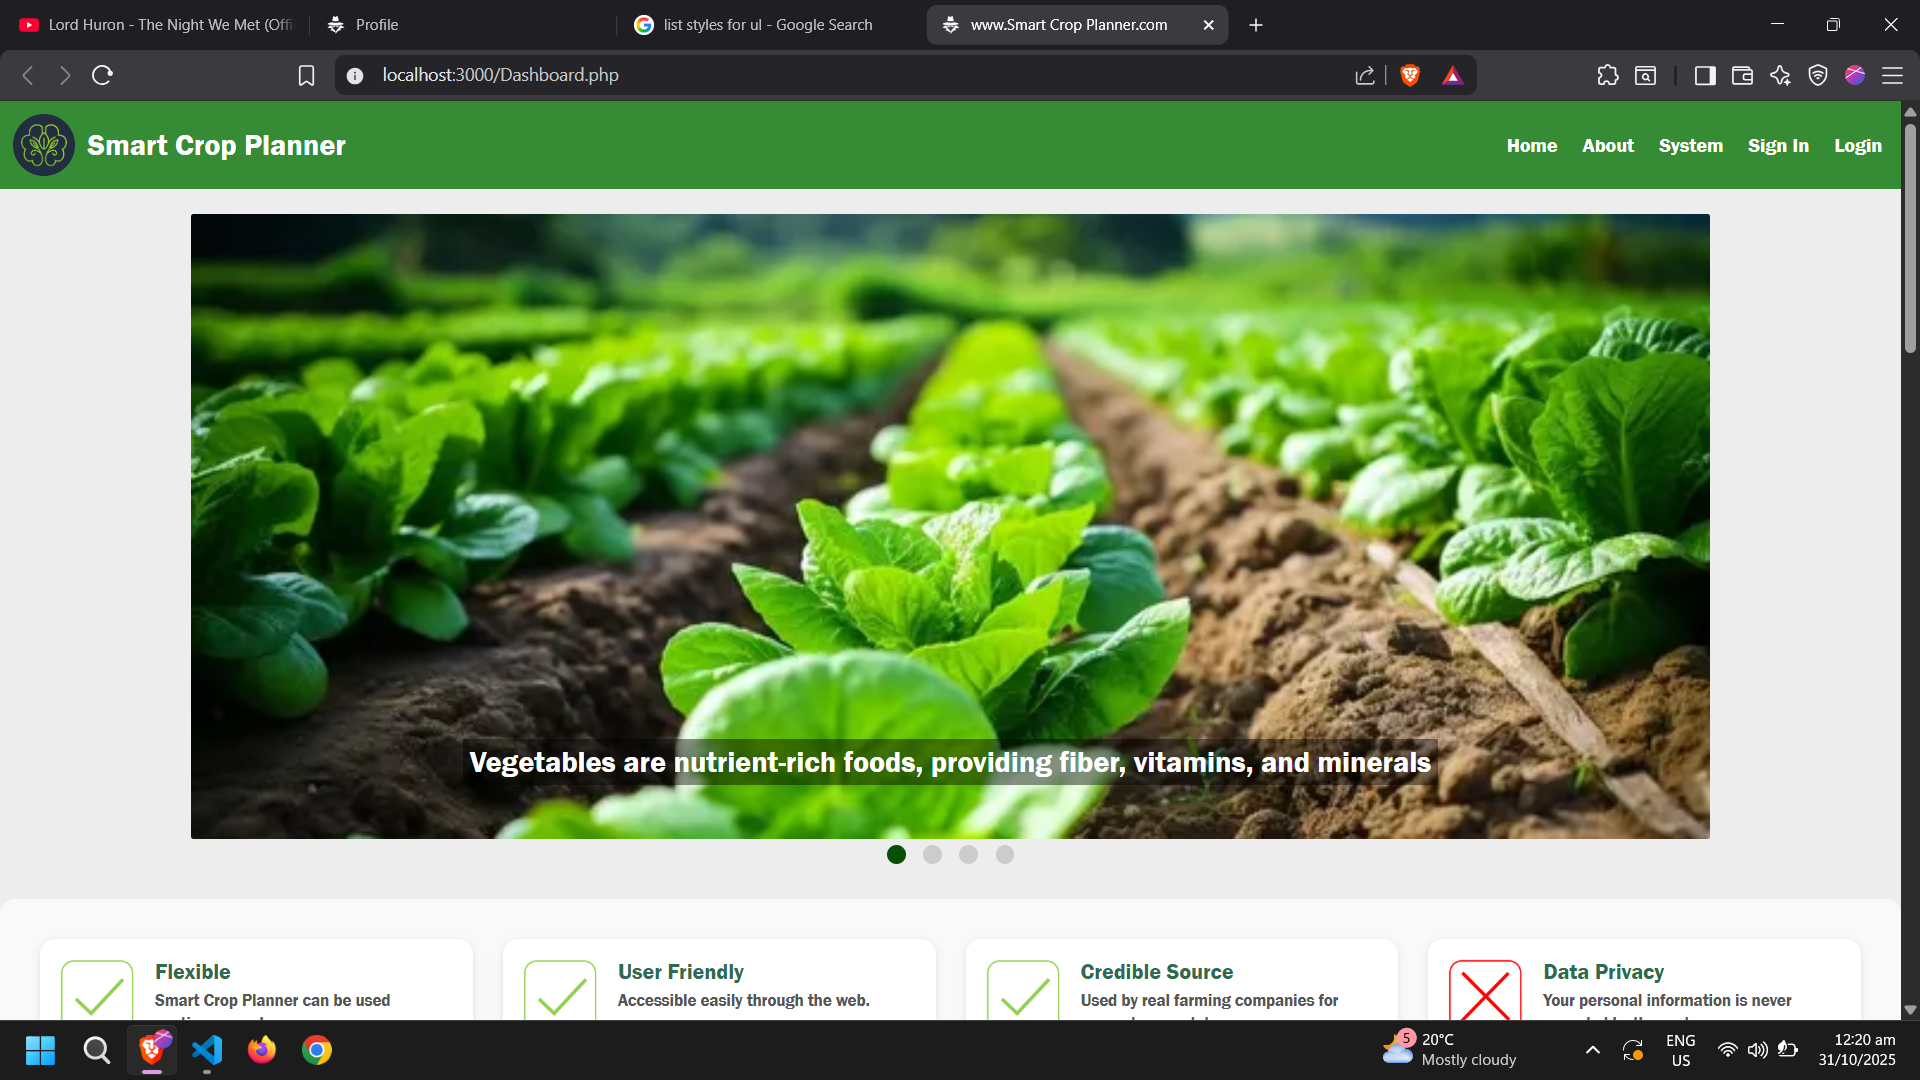 Lord Huron - The Night We Met (Offi
Profile
list styles for ul - Google Search
www.Smart Crop Planner.com
localhost:3000/Dashboard.php
Smart Crop Planner
Home
About
System
Sign In
Login
Vegetables are nutrient-rich foods, providing fiber, vitamins, and minerals
Flexible
Smart Crop Planner can be used
User Friendly
Accessible easily through the web.
Credible Source
Used by real farming companies for
Data Privacy
Your personal information is never
5
20°C
Mostly cloudy
ENG
US
12:20 am
31/10/2025